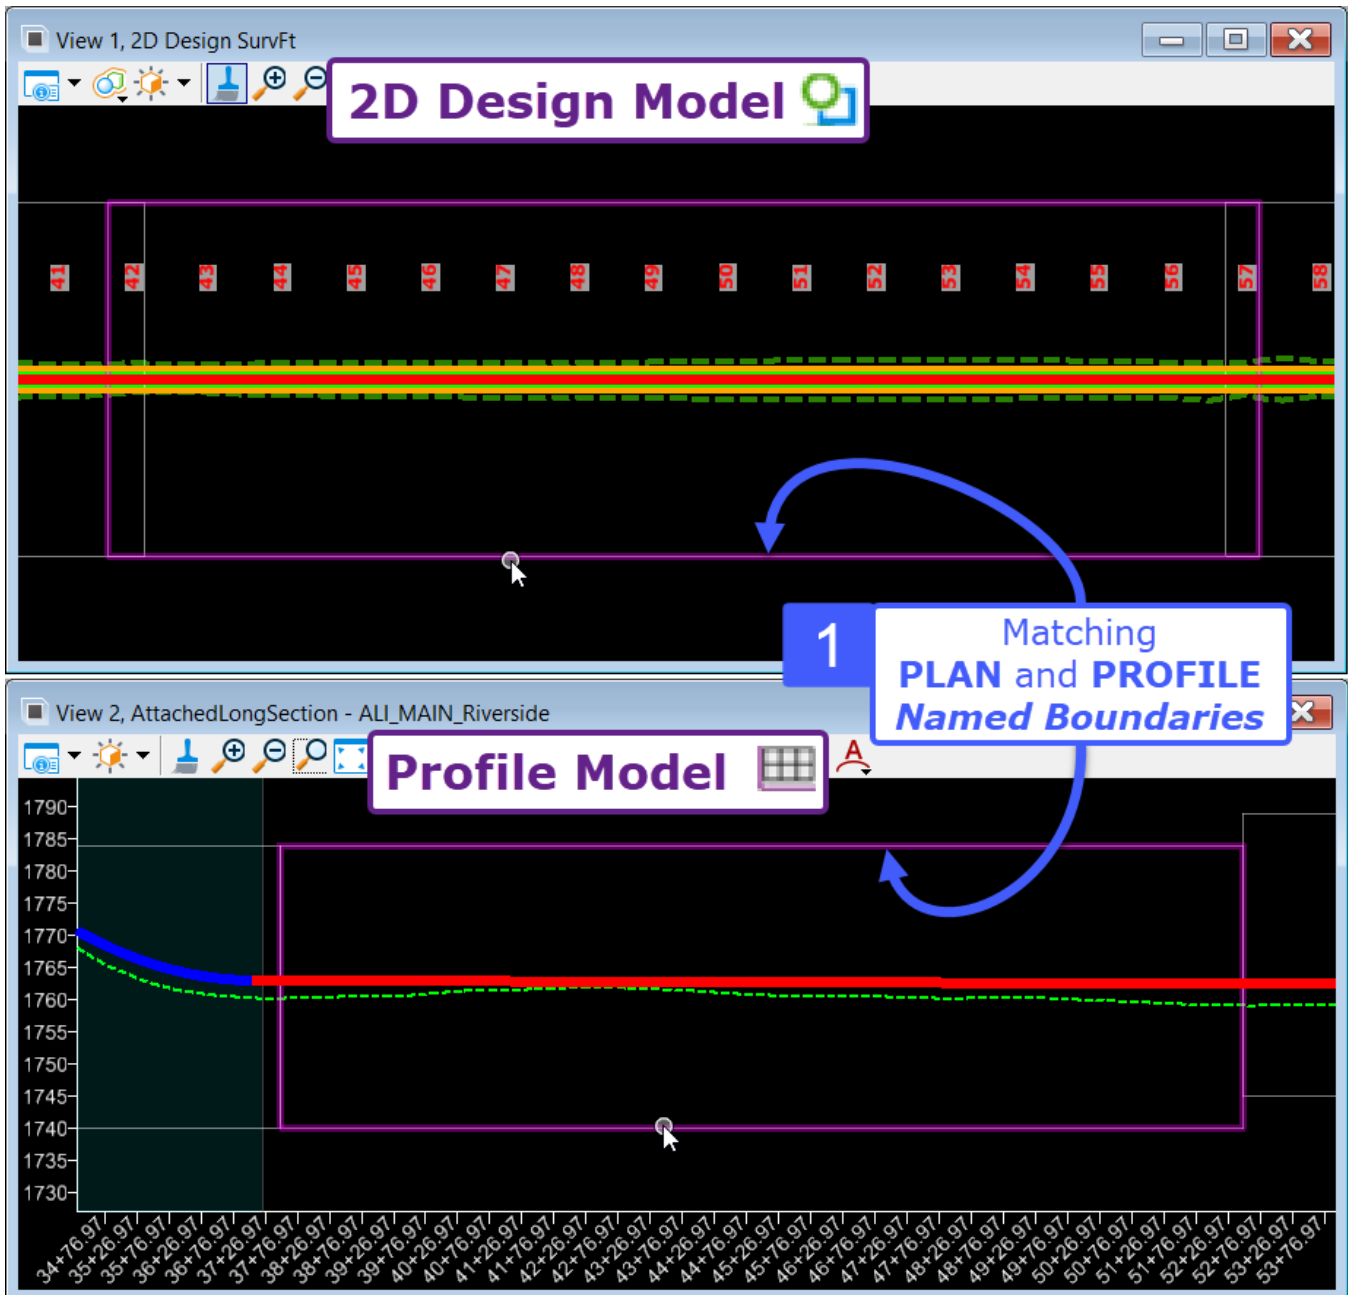 View 1, 2D Design SurvFt
2D Design Model
41 42 43 44 45 46 47 48 49 50 51 52 53 54 55 56 57 58
1 Matching
PLAN and PROFILE
Named Boundaries
View 2, AttachedLongSection - ALI_MAIN_Riverside
Profile Model
A
1790
1785
1780
1775
1770
1765
1760
1755
1750
1745
1740
1735
1730
34+76.97 35+26.97 35+76.97 36+26.97 36+76.97 37+26.97 37+76.97 38+26.97 38+76.97 39+26.97 39+76.97 40+26.97 40+76.97 41+26.97 41+76.97 42+26.97 42+76.97 43+26.97 43+76.97 44+26.97 44+76.97 45+26.97 45+76.97 46+26.97 46+76.97 47+26.97 47+76.97 48+26.97 48+76.97 49+26.97 49+76.97 50+26.97 50+76.97 51+26.97 51+76.97 52+26.97 52+76.97 53+26.97 53+76.97